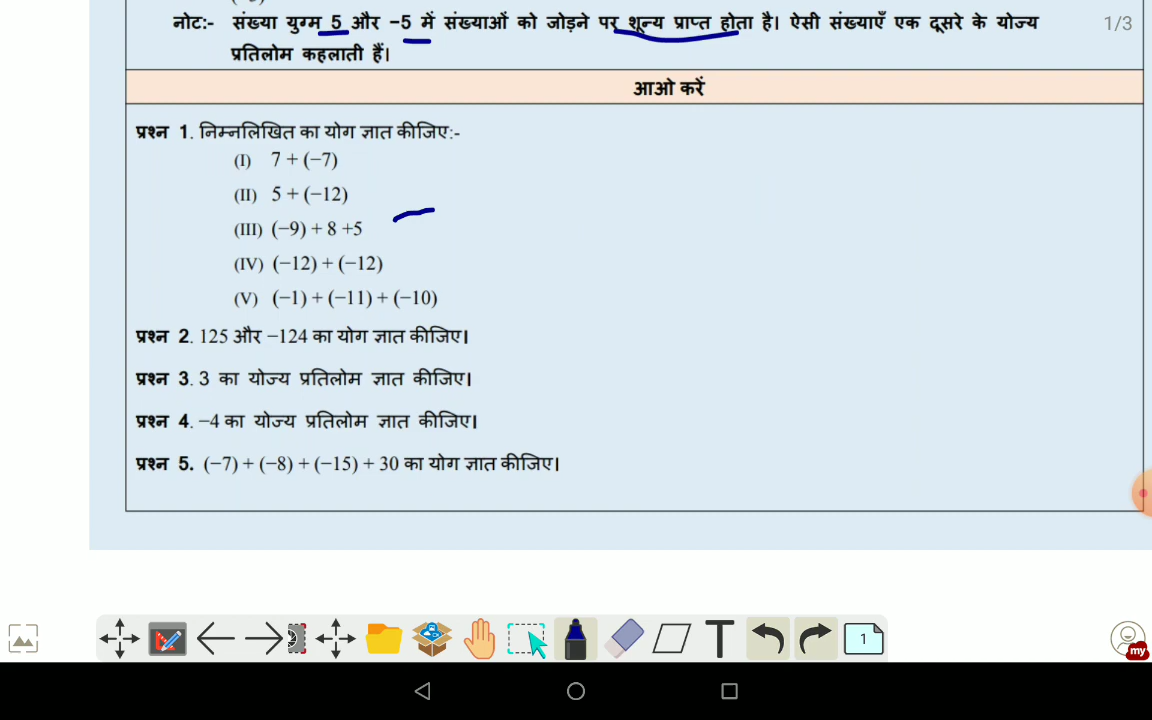 नोटः- संख्या युग्म 5 और −5 में संख्याओं को जोड़ने पर शून्य प्राप्त होता है। ऐसी संख्याएँ एक दूसरे के योज्य
1/3
प्रतिलोम कहलाती हैं।
आओ करें
प्रश्न 1. निम्नलिखित का योग ज्ञात कीजिए:-
(I) 7 + (−7)
(II) 5 + (−12)
(III) (−9) + 8 +5
(IV) (−12) + (−12)
(V) (−1) + (−11) + (−10)
प्रश्न 2. 125 और −124 का योग ज्ञात कीजिए।
प्रश्न 3. 3 का योज्य प्रतिलोम ज्ञात कीजिए।
प्रश्न 4. −4 का योज्य प्रतिलोम ज्ञात कीजिए।
प्रश्न 5. (−7) + (−8) + (−15) + 30 का योग ज्ञात कीजिए।
T
1
my